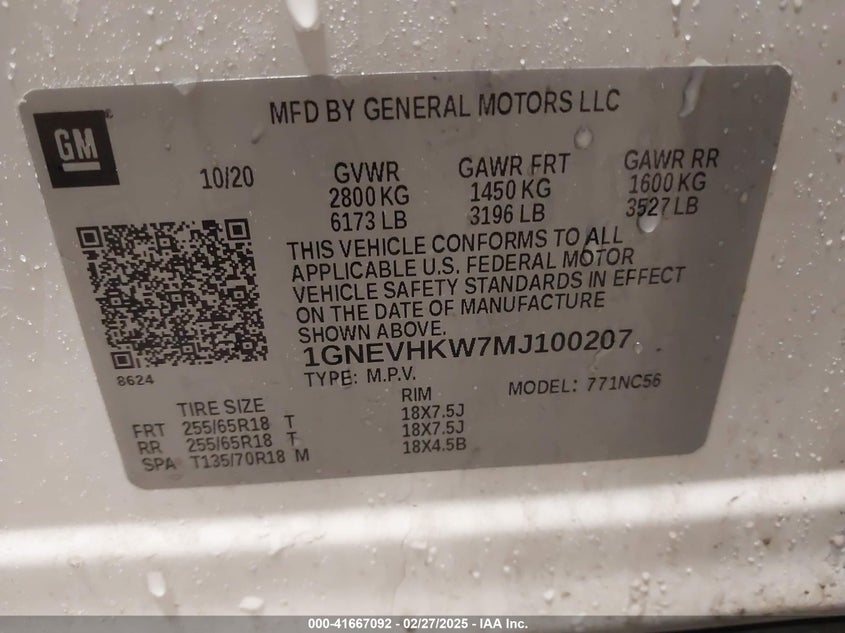 MFD BY GENERAL MOTORS LLC
GM
10/20
GVWR GAWR FRT GAWR RR
2800 KG 1450 KG 1600 KG
6173 LB 3196 LB 3527 LB
THIS VEHICLE CONFORMS TO ALL
APPLICABLE U.S. FEDERAL MOTOR
VEHICLE SAFETY STANDARDS IN EFFECT
ON THE DATE OF MANUFACTURE
SHOWN ABOVE.
1GNEVHKW7MJ100207
8624
TYPE: M.P.V. MODEL: 771NC56
TIRE SIZE RIM
FRT 255/65R18 T 18X7.5J
RR 255/65R18 T 18X7.5J
SPA T135/70R18 M 18X4.5B
000-41667092 - 02/27/2025 - IAA Inc.